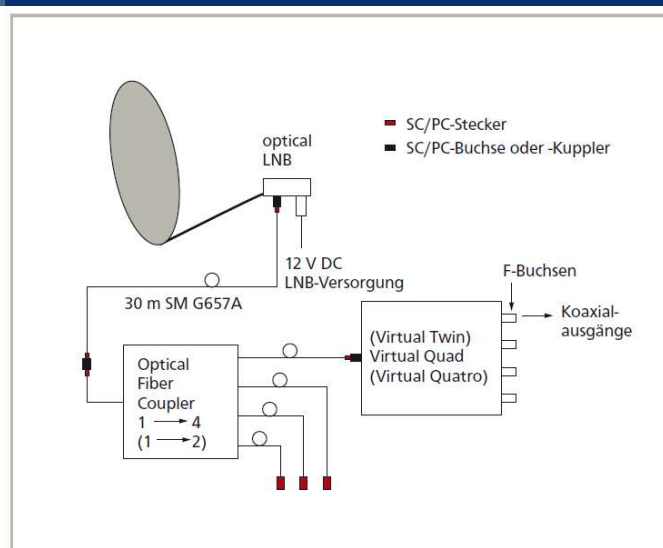 optical
LNB
SC/PC-Stecker
SC/PC-Buchse oder -Kuppler
12 V DC
LNB-Versorgung
30 m SM G657A
F-Buchsen
Koaxial-
ausgänge
(Virtual Twin)
Virtual Quad
(Virtual Quatro)
Optical
Fiber
Coupler
1 → 4
(1 → 2)